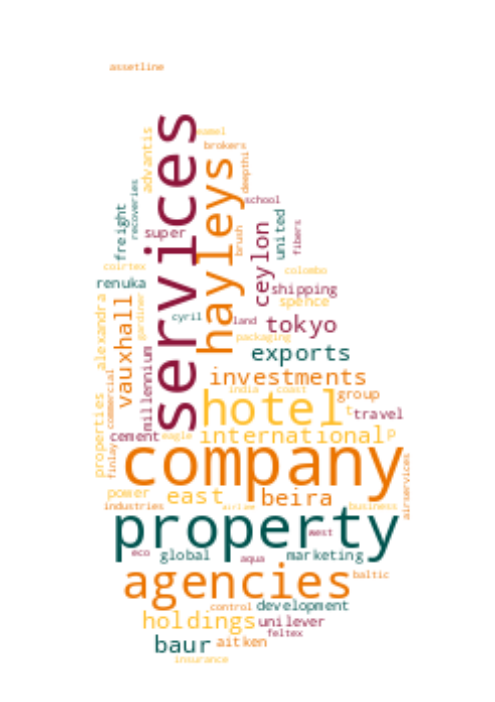 assetline
services
hayleys
advantis
eamel
brokers
deepthi
freight
recoveries
super
school
ceylon
united
fibers
brush
coirtex
renuka
colombo
shipping
spence
alexandra
vauxhall
gardiner
cyril
land
tokyo
packaging
exports
millennium
investments
india
coast
group
hotel
t
travel
properties
commercial
cement
eagle
international
p
finlay
company
airservices
power
east
beira
industries
airline
business
property
west
eco
global
aqua
marketing
agencies
baltic
control
development
holdings
unilever
feltex
baur
aitken
insurance